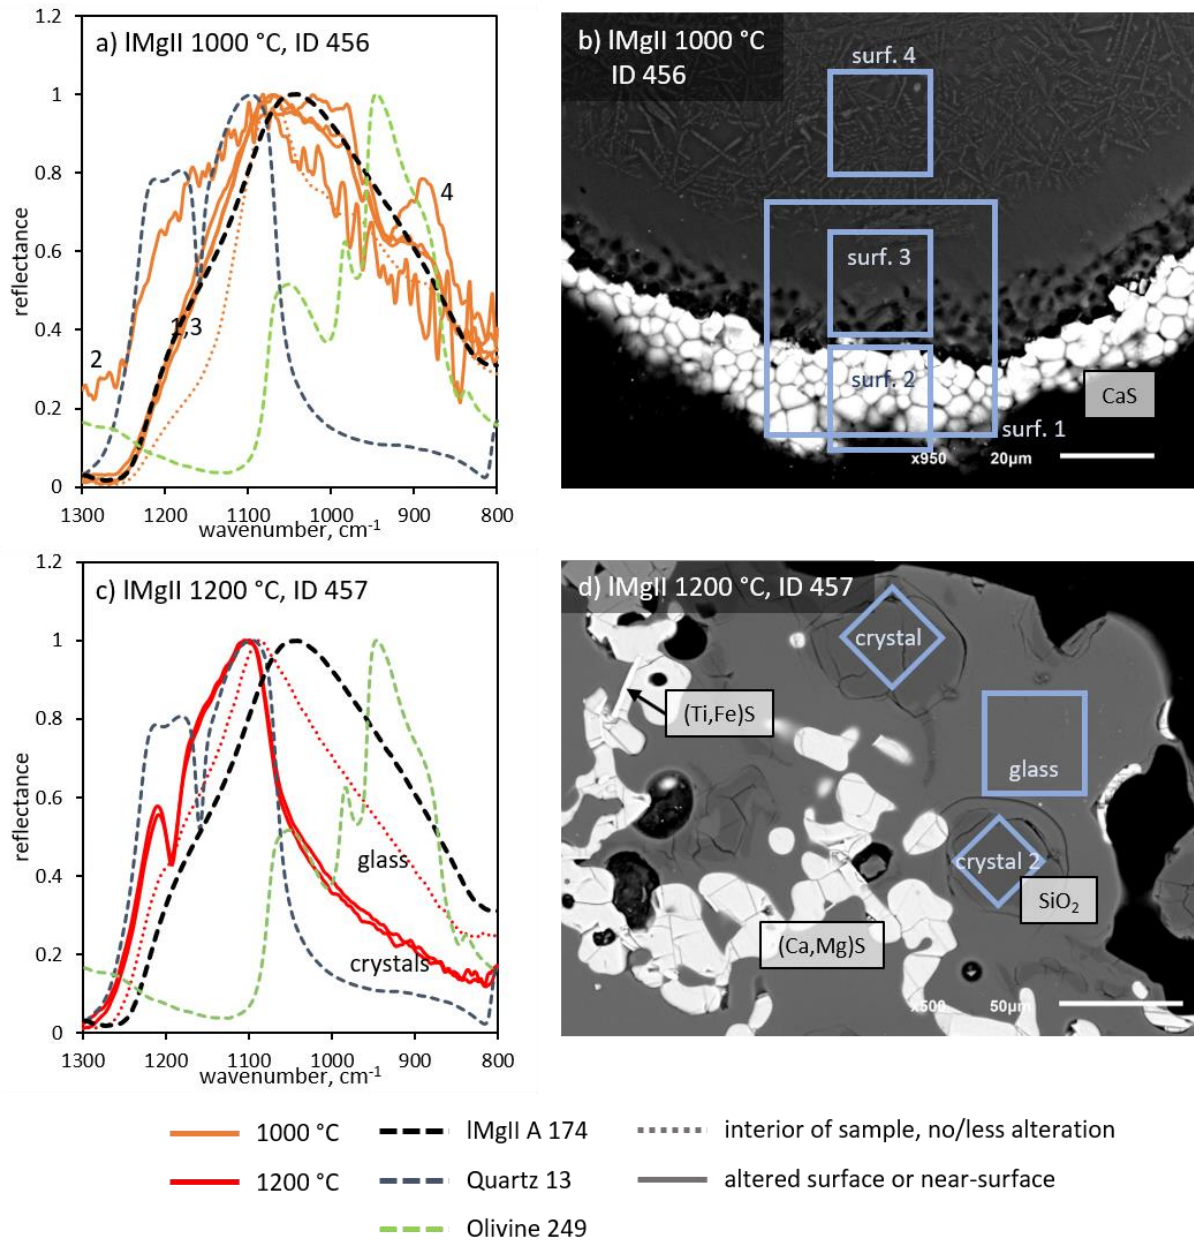 a) lMgII 1000 °C, ID 456
1.2
1
0.8
0.6
0.4
0.2
0
reflectance
4
1,3
2
1300 1200 1100 1000 900 800
wavenumber, cm-1
b) lMgII 1000 °C
ID 456
surf. 4
surf. 3
surf. 2
CaS
surf. 1
x950 20μm
c) lMgII 1200 °C, ID 457
1.2
1
0.8
0.6
0.4
0.2
0
reflectance
glass
crystals
1300 1200 1100 1000 900 800
wavenumber, cm-1
d) lMgII 1200 °C, ID 457
crystal
(Ti,Fe)S
glass
crystal 2
SiO2
(Ca,Mg)S
x500 50μm
1000 °C lMgII A 174 interior of sample, no/less alteration
1200 °C Quartz 13 altered surface or near-surface
Olivine 249